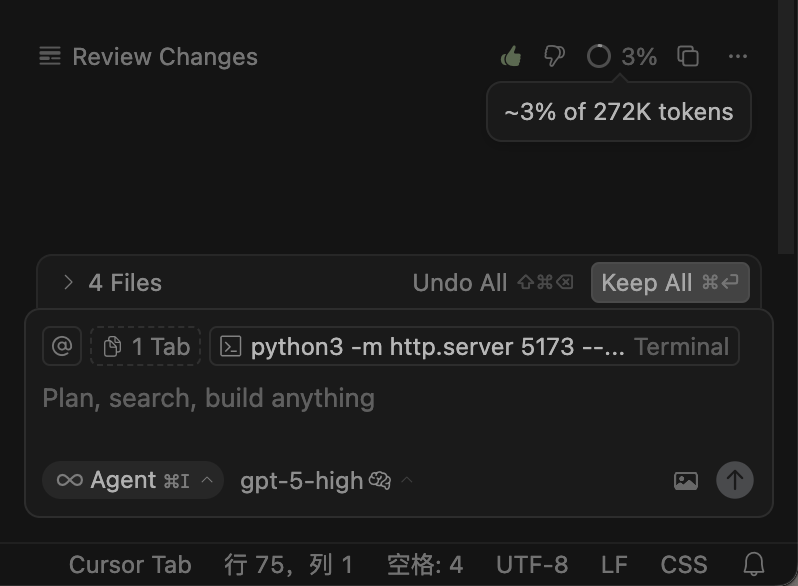 Review Changes 3%
~3% of 272K tokens
4 Files Undo All ⇧⌘⌫ Keep All ⌘⏎
@ 1 Tab python3 -m http.server 5173 --... Terminal
Plan, search, build anything
Agent ⌘I gpt-5-high
Cursor Tab 行 75，列 1 空格: 4 UTF-8 LF CSS